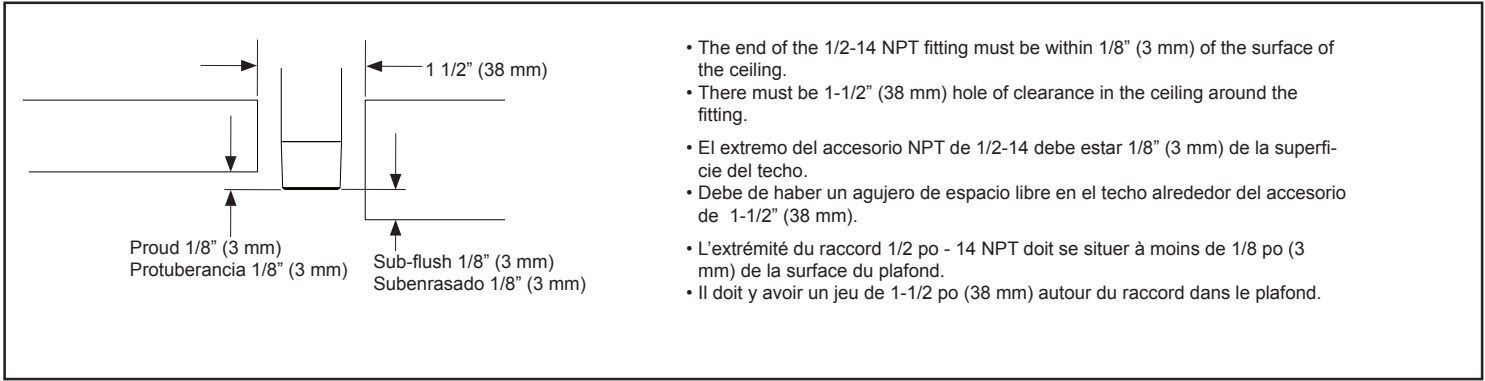 1 1/2” (38 mm)
Proud 1/8” (3 mm)
Protuberancia 1/8” (3 mm)
Sub-flush 1/8” (3 mm)
Subenrasado 1/8” (3 mm)
• The end of the 1/2-14 NPT fitting must be within 1/8” (3 mm) of the surface of
the ceiling.
• There must be 1-1/2” (38 mm) hole of clearance in the ceiling around the
fitting.
• El extremo del accesorio NPT de 1/2-14 debe estar 1/8” (3 mm) de la superfi-
cie del techo.
• Debe de haber un agujero de espacio libre en el techo alrededor del accesorio
de 1-1/2” (38 mm).
• L’extrémité du raccord 1/2 po - 14 NPT doit se situer à moins de 1/8 po (3
mm) de la surface du plafond.
• Il doit y avoir un jeu de 1-1/2 po (38 mm) autour du raccord dans le plafond.